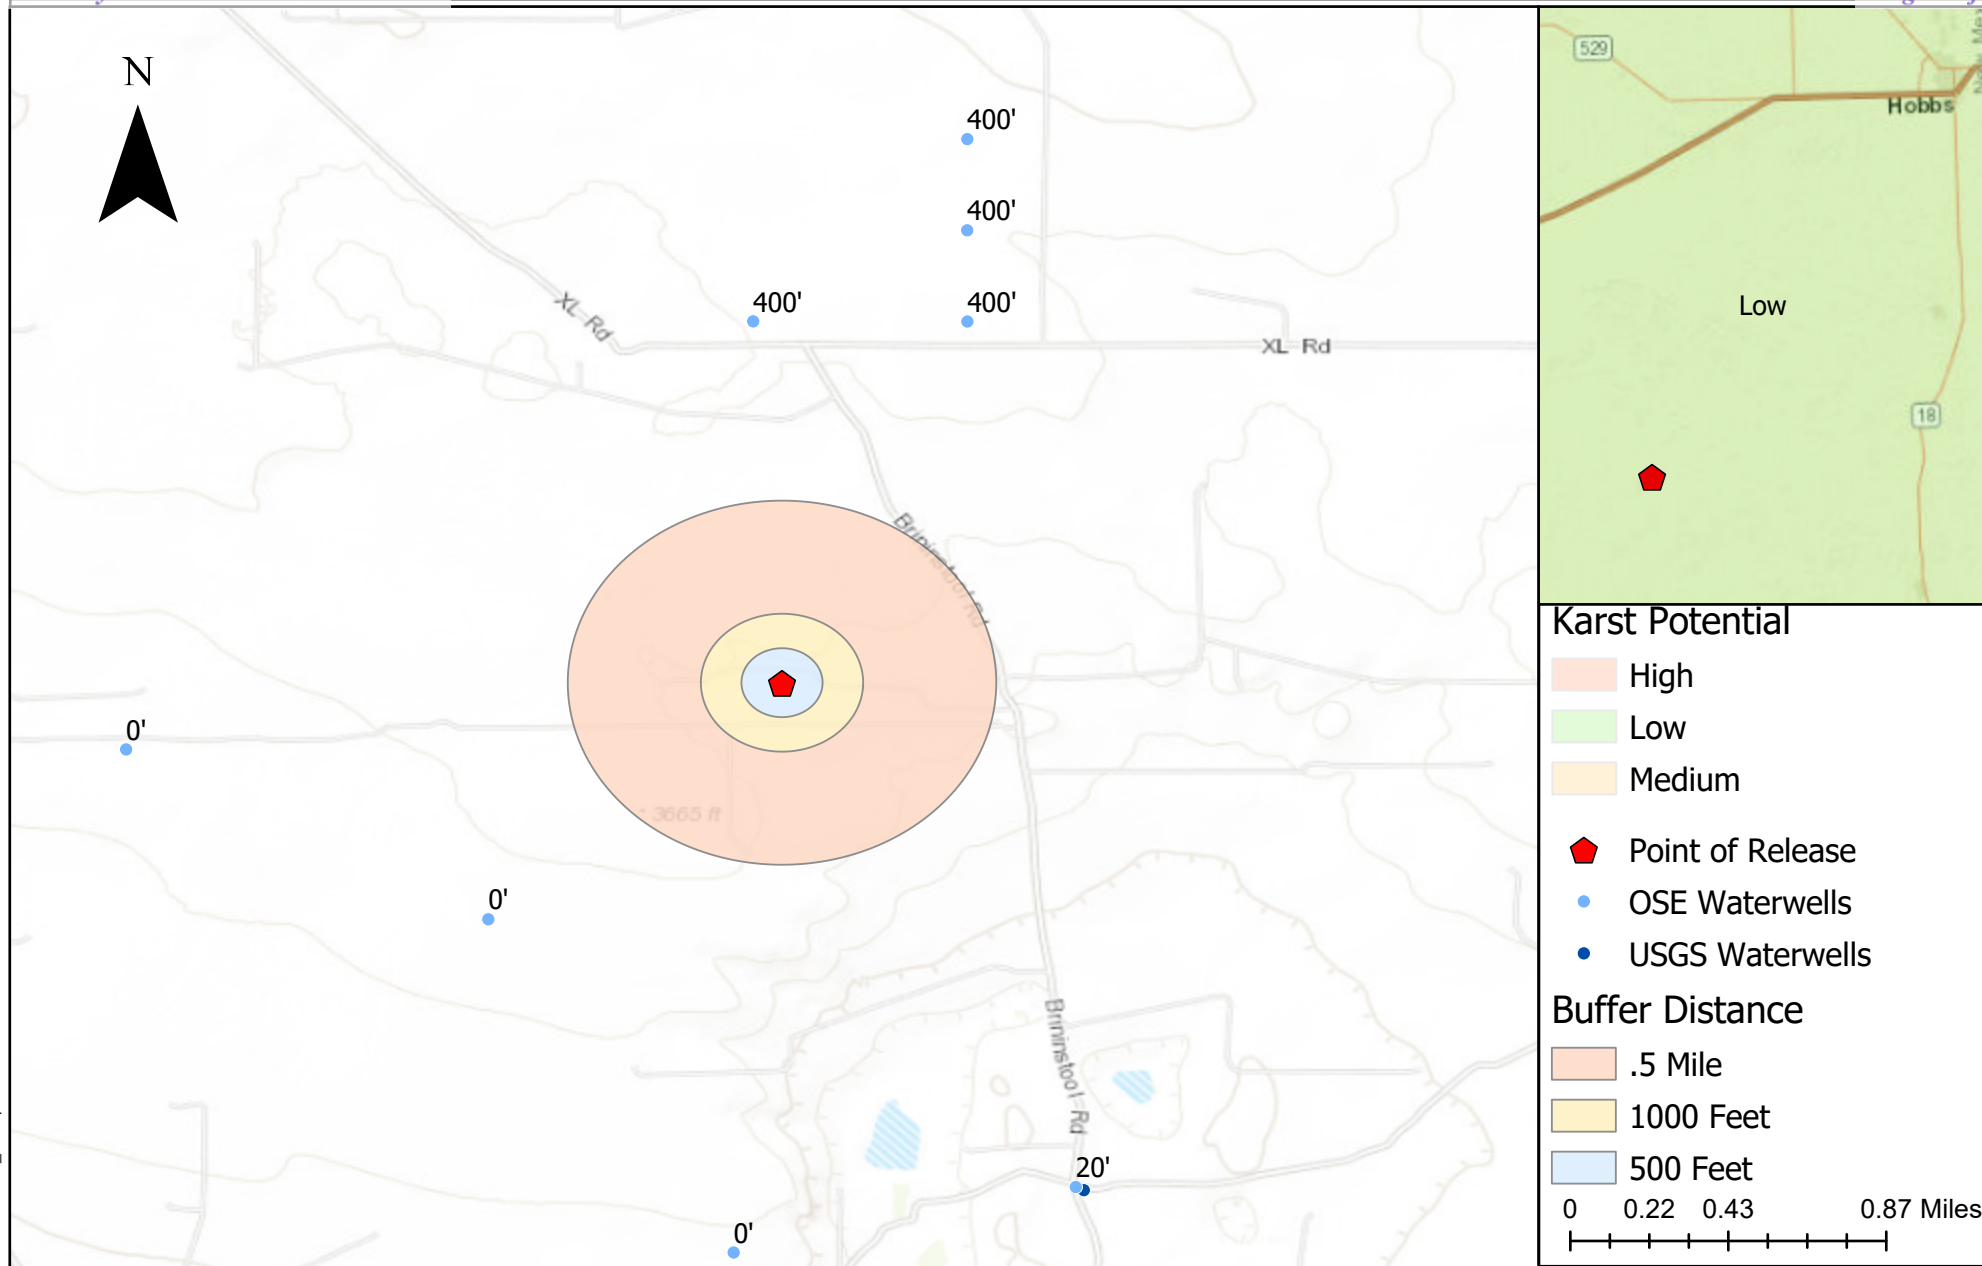 N
400'
400'
400'
400'
XL Rd
XL Rd
Brininstool Rd
3665 ft
0'
0'
Brininstool Rd
20'
0'
529
Hobbs
Low
18
Karst Potential
High
Low
Medium
Point of Release
OSE Waterwells
USGS Waterwells
Buffer Distance
.5 Mile
1000 Feet
500 Feet
0 0.22 0.43 0.87 Miles